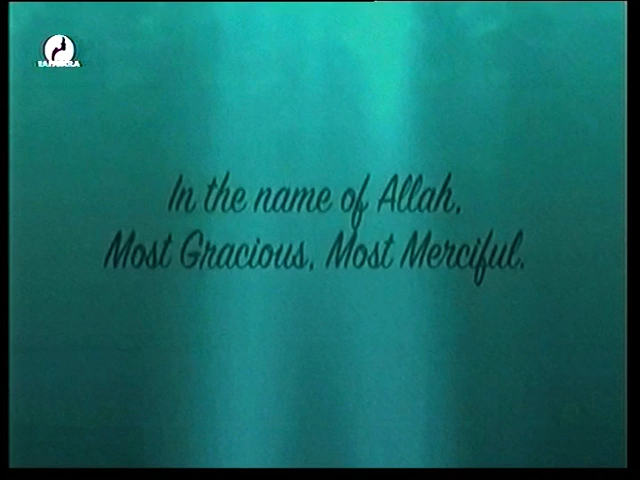 In the name of Allah,
Most Gracious, Most Merciful.